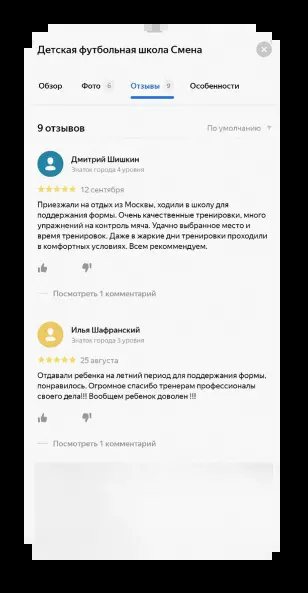 Детская футбольная школа Смена
Обзор Фото 6 Отзывы 9 Особенности
9 отзывов По умолчанию
Дмитрий Шишкин
Знаток города 4 уровня
12 сентября
Приезжали на отдых из Москвы, ходили в школу для
поддержания формы. Очень качественные тренировки, много
упражнений на контроль мяча. Удачно выбранное место и
время тренировок. Даже в жаркие дни тренировки проходили
в комфортных условиях. Всем рекомендуем.
Посмотреть 1 комментарий
Илья Шафранский
Знаток города 3 уровня
25 августа
Отдавали ребенка на летний период для поддержания формы,
понравилось. Огромное спасибо тренерам профессионалы
своего дела!!! Вообщем ребенок доволен !!!
Посмотреть 1 комментарий